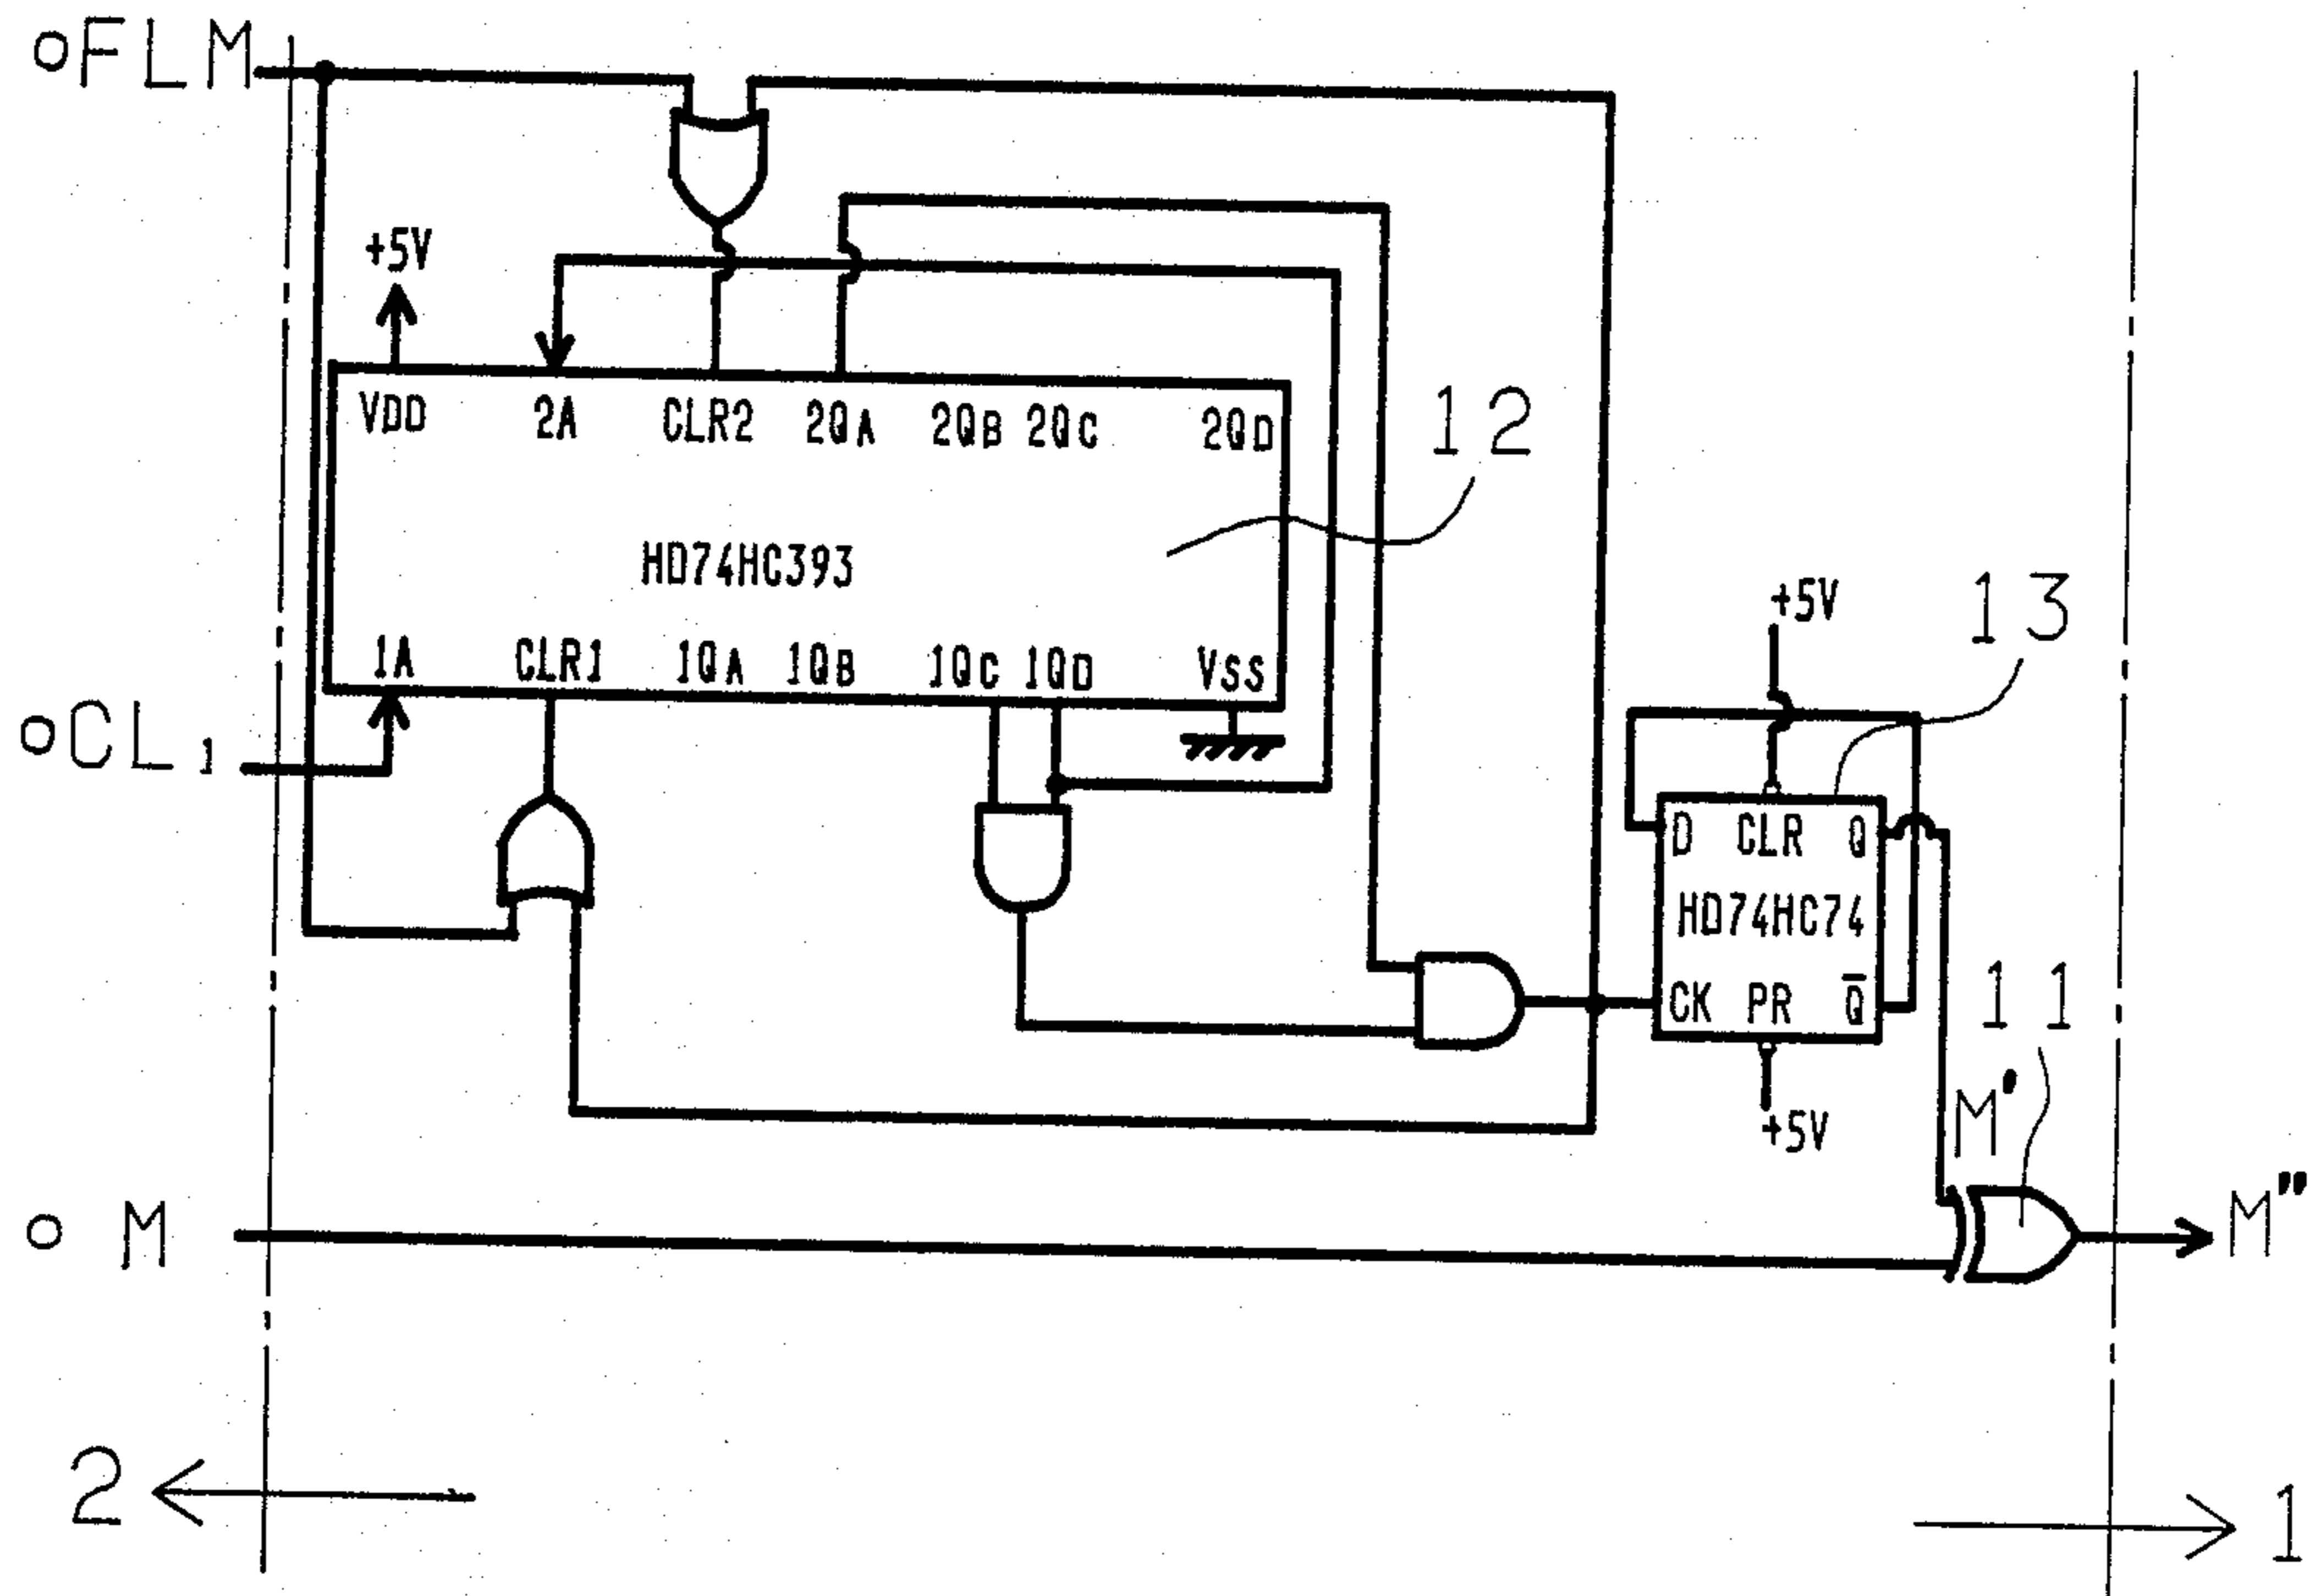 oFLM
+5V
VDD 2A CLR2 2QA 2QB 2QC 2QD
12
HD74HC393
1A CLR1 1QA 1QB 1QC 1QD VSS
+5V
13
oCL1
D CLR Q
HD74HC74
CK PR Q̅
11
+5V
M'
o M
M"
2
1